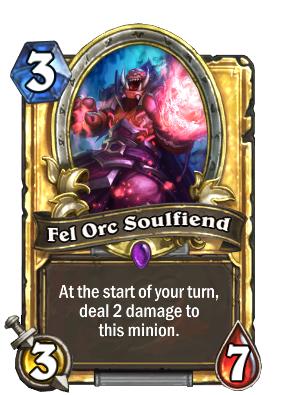 3
Fel Orc Soulfiend
At the start of your turn,
deal 2 damage to
this minion.
3
7